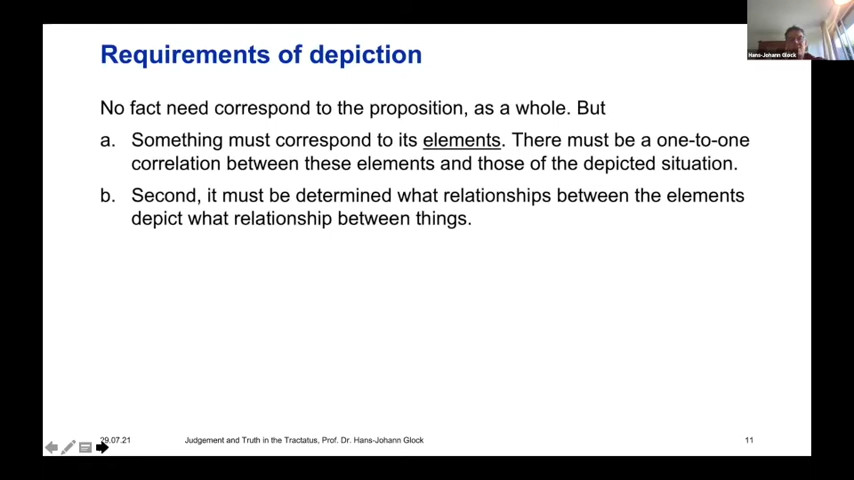 Requirements of depiction
Hans-Johann Glock
No fact need correspond to the proposition, as a whole. But
a. Something must correspond to its elements. There must be a one-to-one
correlation between these elements and those of the depicted situation.
b. Second, it must be determined what relationships between the elements
depict what relationship between things.
29.07.21 Judgement and Truth in the Tractatus, Prof. Dr. Hans-Johann Glock 11